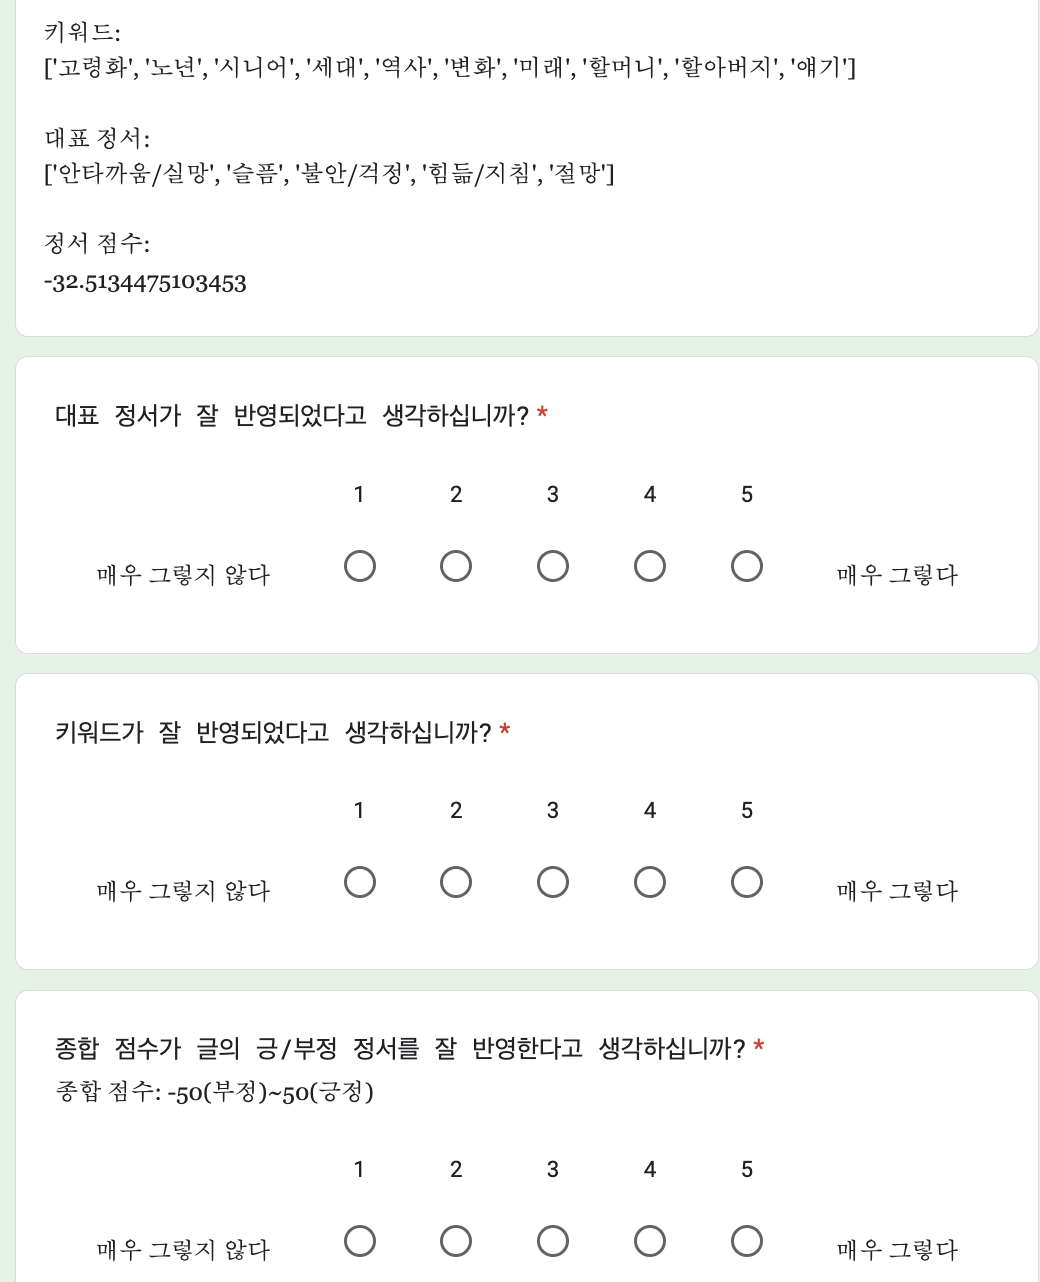 키워드:
['고령화', '노년', '시니어', '세대', '역사', '변화', '미래', '할머니', '할아버지', '얘기']
대표 정서:
['안타까움/실망', '슬픔', '불안/걱정', '힘듦/지침', '절망']
정서 점수:
-32.5134475103453
대표 정서가 잘 반영되었다고 생각하십니까? *
1 2 3 4 5
매우 그렇지 않다 매우 그렇다
키워드가 잘 반영되었다고 생각하십니까? *
1 2 3 4 5
매우 그렇지 않다 매우 그렇다
종합 점수가 글의 긍/부정 정서를 잘 반영한다고 생각하십니까? *
종합 점수: -50(부정)~50(긍정)
1 2 3 4 5
매우 그렇지 않다 매우 그렇다